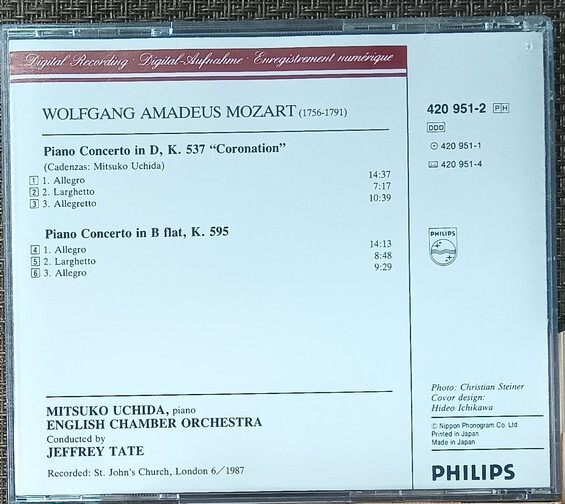 Digital Recording · Digital-Aufnahme · Enregistrement numérique
WOLFGANG AMADEUS MOZART (1756-1791)
Piano Concerto in D, K. 537 “Coronation”
(Cadenzas: Mitsuko Uchida)
1 1. Allegro 14:37
2 2. Larghetto 7:17
3 3. Allegretto 10:39
Piano Concerto in B flat, K. 595
4 1. Allegro 14:13
5 2. Larghetto 8:48
6 3. Allegro 9:29
MITSUKO UCHIDA, piano
ENGLISH CHAMBER ORCHESTRA
Conducted by
JEFFREY TATE
Recorded: St. John's Church, London 6/1987
420 951-2 PH
DDD
420 951-1
420 951-4
PHILIPS
Photo: Christian Steiner
Covor design:
Hideo Ichikawa
© Nippon Phonogram Co. Ltd
Printed in Japan
Made in Japan
PHILIPS